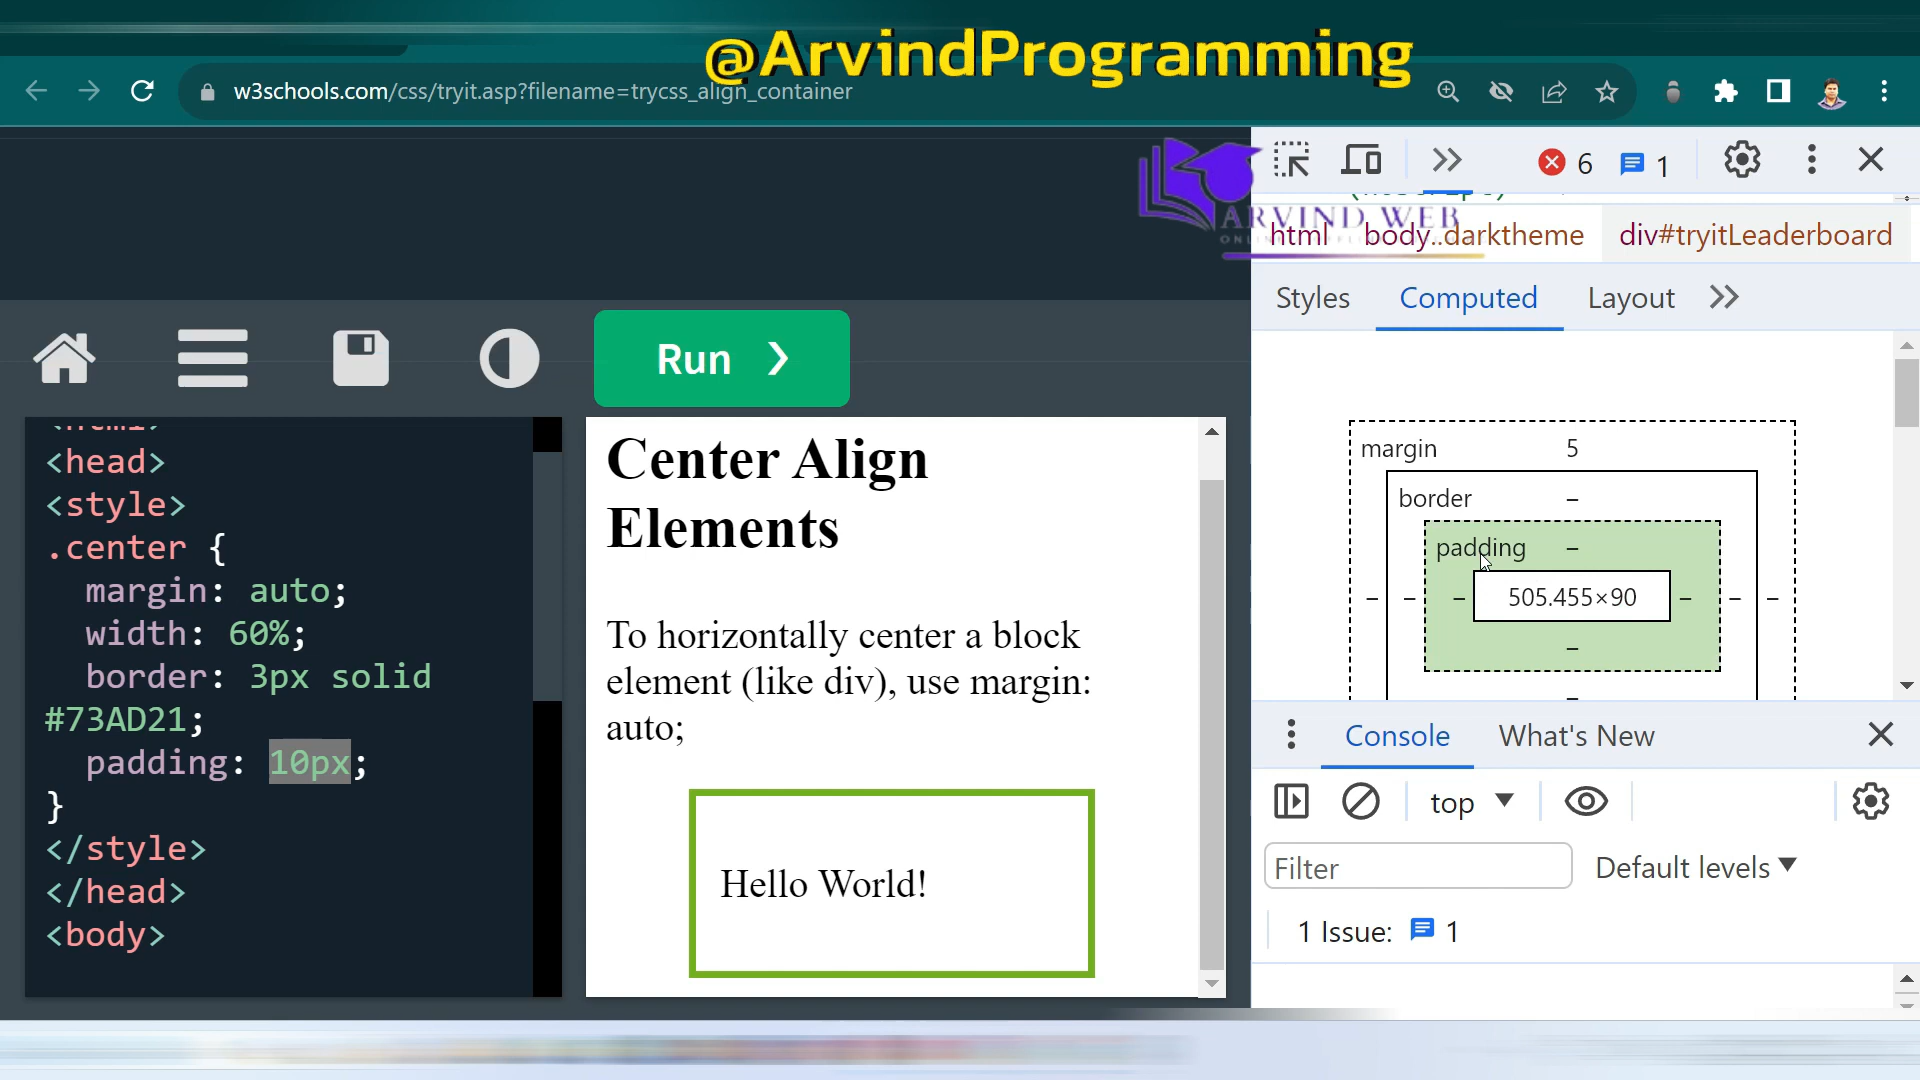 @ArvindProgramming
w3schools.com/css/tryit.asp?filename=trycss_align_container
6
1
ARVIND WEB
html body..darktheme div#tryitLeaderboard
Styles Computed Layout
Run ❯
<head>
<style>
.center {
margin: auto;
width: 60%;
border: 3px solid
#73AD21;
padding: 10px;
}
</style>
</head>
<body>
Center Align
Elements
To horizontally center a block
element (like div), use margin:
auto;
Hello World!
margin 5
border –
padding –
– – – 505.455×90 – – –
–
–
Console What's New
top
Filter Default levels
1 Issue: 1